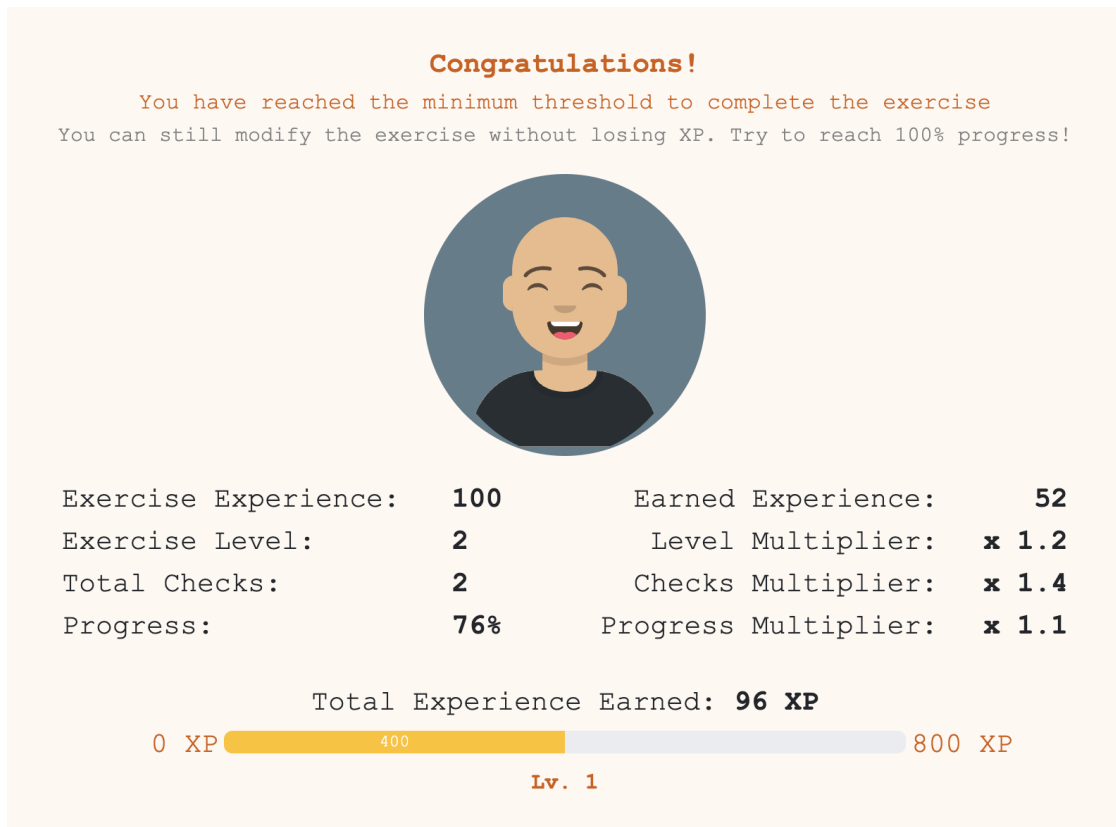 Congratulations!
You have reached the minimum threshold to complete the exercise
You can still modify the exercise without losing XP. Try to reach 100% progress!
Exercise Experience: 100 Earned Experience: 52
Exercise Level: 2 Level Multiplier: x 1.2
Total Checks: 2 Checks Multiplier: x 1.4
Progress: 76% Progress Multiplier: x 1.1
Total Experience Earned: 96 XP
0 XP 400 800 XP
Lv. 1